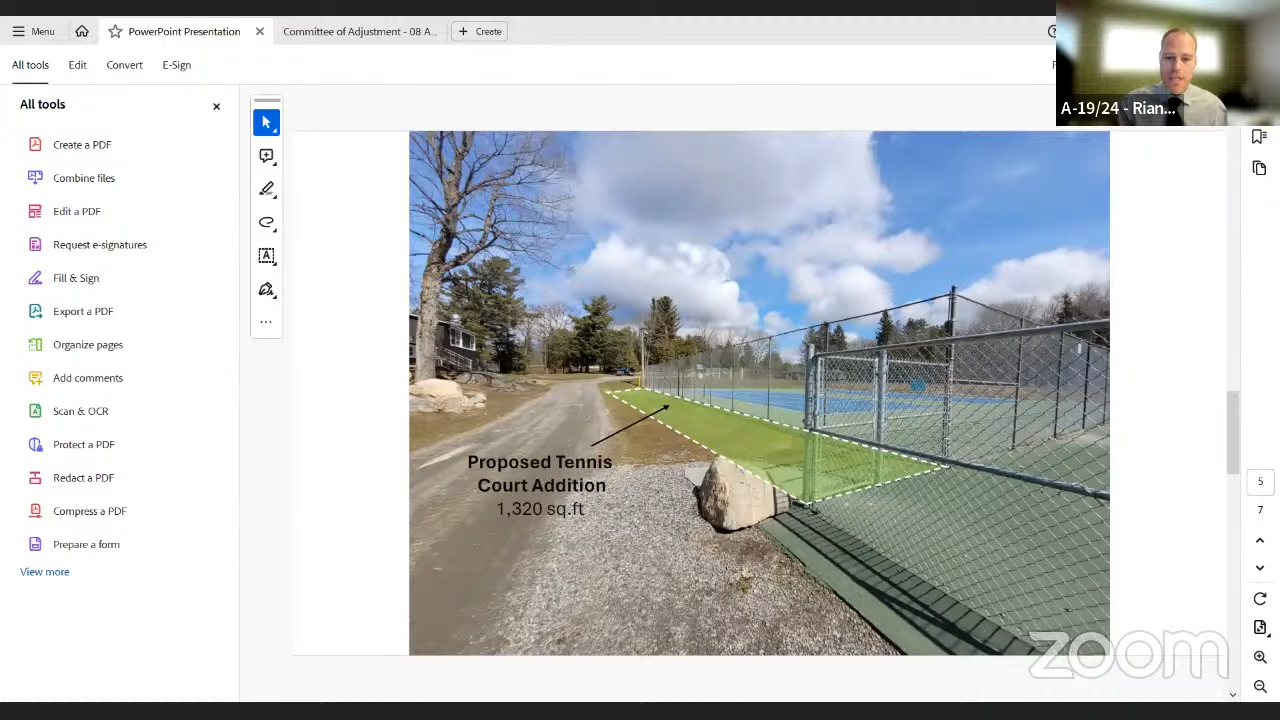 Menu
PowerPoint Presentation
Committee of Adjustment - 08 A...
Create
All tools
Edit
Convert
E-Sign
All tools
Create a PDF
Combine files
Edit a PDF
Request e-signatures
Fill & Sign
Export a PDF
Organize pages
Add comments
Scan & OCR
Protect a PDF
Redact a PDF
Compress a PDF
Prepare a form
View more
Proposed Tennis
Court Addition
1,320 sq.ft
A-19/24 - Rian...
5
7
zoom